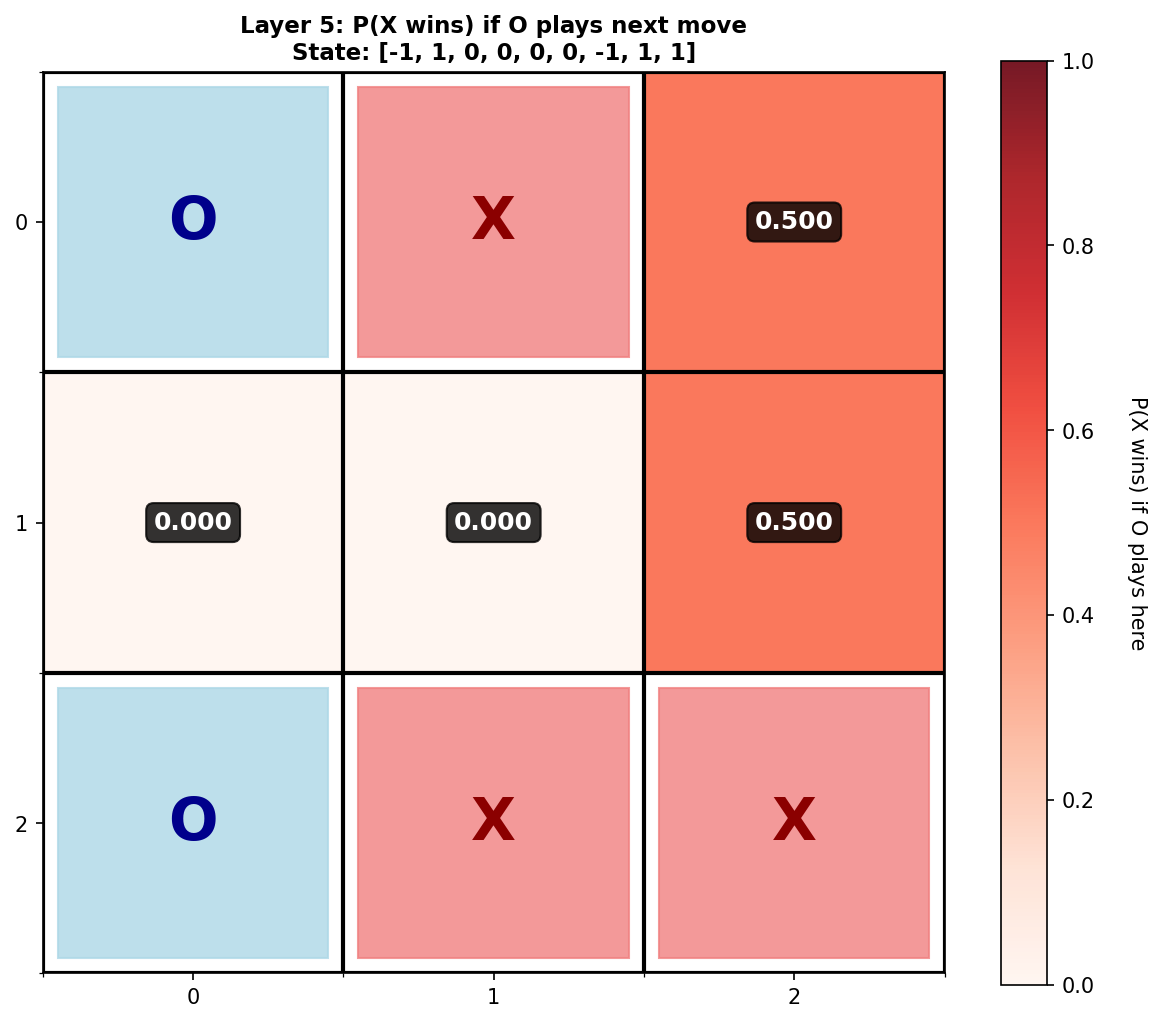 Layer 5: P(X wins) if O plays next move
State: [-1, 1, 0, 0, 0, 0, -1, 1, 1]
0
O
X
0.500
1
0.000
0.000
0.500
2
O
X
X
0
1
2
1.0
0.8
0.6
0.4
0.2
0.0
P(X wins) if O plays here